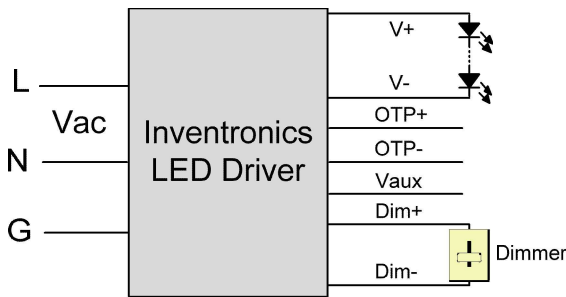 L
Vac
N
G
Inventronics
LED Driver
V+
V-
OTP+
OTP-
Vaux
Dim+
Dim-
Dimmer